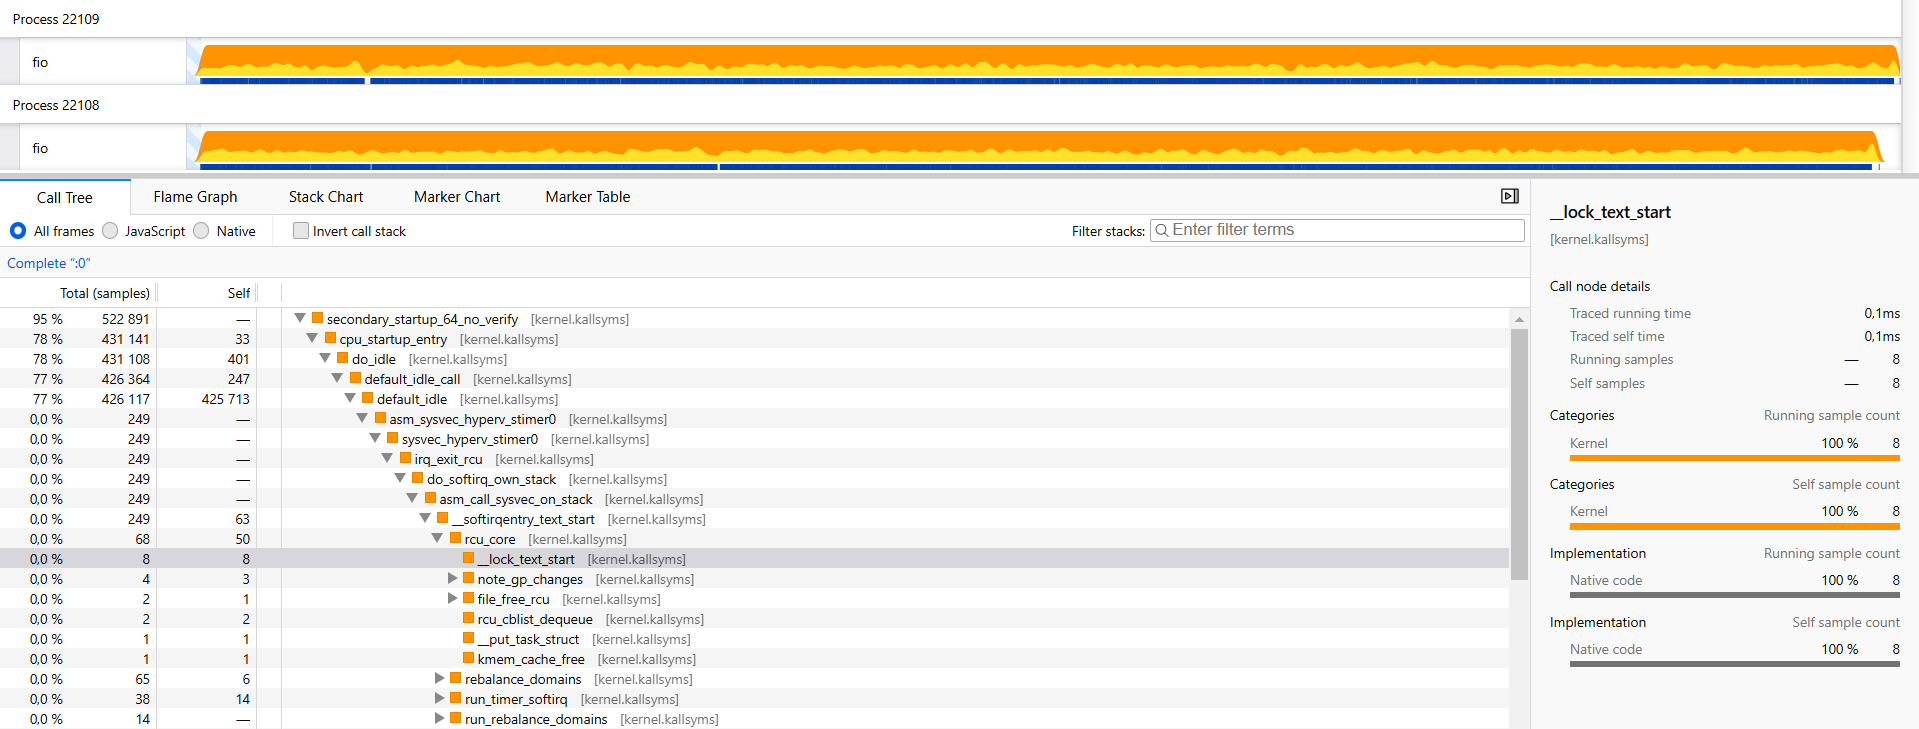 Process 22109
fio
Process 22108
fio
Call Tree Flame Graph Stack Chart Marker Chart Marker Table
All frames JavaScript Native Invert call stack Filter stacks: Enter filter terms
Complete “:0”
Total (samples) Self
95 % 522 891 — secondary_startup_64_no_verify [kernel.kallsyms]
78 % 431 141 33 cpu_startup_entry [kernel.kallsyms]
78 % 431 108 401 do_idle [kernel.kallsyms]
77 % 426 364 247 default_idle_call [kernel.kallsyms]
77 % 426 117 425 713 default_idle [kernel.kallsyms]
0,0 % 249 — asm_sysvec_hyperv_stimer0 [kernel.kallsyms]
0,0 % 249 — sysvec_hyperv_stimer0 [kernel.kallsyms]
0,0 % 249 — irq_exit_rcu [kernel.kallsyms]
0,0 % 249 — do_softirq_own_stack [kernel.kallsyms]
0,0 % 249 — asm_call_sysvec_on_stack [kernel.kallsyms]
0,0 % 249 63 __softirqentry_text_start [kernel.kallsyms]
0,0 % 68 50 rcu_core [kernel.kallsyms]
0,0 % 8 8 __lock_text_start [kernel.kallsyms]
0,0 % 4 3 note_gp_changes [kernel.kallsyms]
0,0 % 2 1 file_free_rcu [kernel.kallsyms]
0,0 % 2 2 rcu_cblist_dequeue [kernel.kallsyms]
0,0 % 1 1 __put_task_struct [kernel.kallsyms]
0,0 % 1 1 kmem_cache_free [kernel.kallsyms]
0,0 % 65 6 rebalance_domains [kernel.kallsyms]
0,0 % 38 14 run_timer_softirq [kernel.kallsyms]
0,0 % 14 — run_rebalance_domains [kernel.kallsyms]
__lock_text_start
[kernel.kallsyms]
Call node details
Traced running time 0,1ms
Traced self time 0,1ms
Running samples — 8
Self samples — 8
Categories Running sample count
Kernel 100 % 8
Categories Self sample count
Kernel 100 % 8
Implementation Running sample count
Native code 100 % 8
Implementation Self sample count
Native code 100 % 8